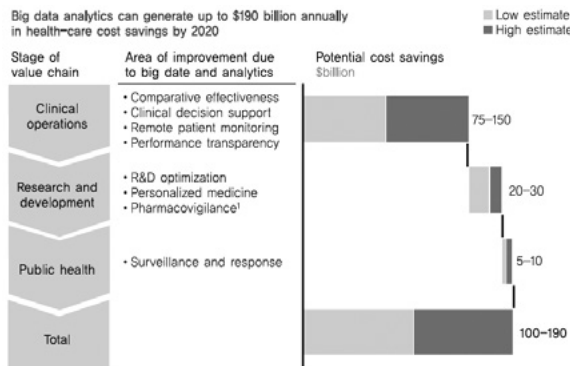 Big data analytics can generate up to $190 billion annually
in health-care cost savings by 2020
Low estimate
High estimate
Stage of
value chain
Area of improvement due
to big date and analytics
Potential cost savings
$billion
Clinical
operations
• Comparative effectiveness
• Clinical decision support
• Remote patient monitoring
• Performance transparency
75–150
Research and
development
• R&D optimization
• Personalized medicine
• Pharmacovigilance¹
20–30
Public health
• Surveillance and response
5–10
Total
100–190